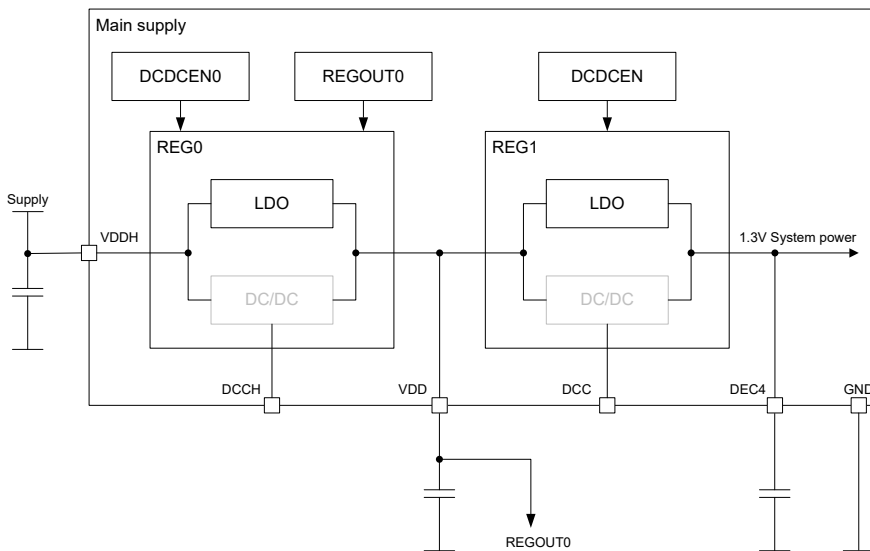 Main supply
DCDCEN0
REGOUT0
DCDCEN
REG0
REG1
LDO
LDO
Supply
VDDH
1.3V System power
DC/DC
DC/DC
DCCH
VDD
DCC
DEC4
GND
REGOUT0